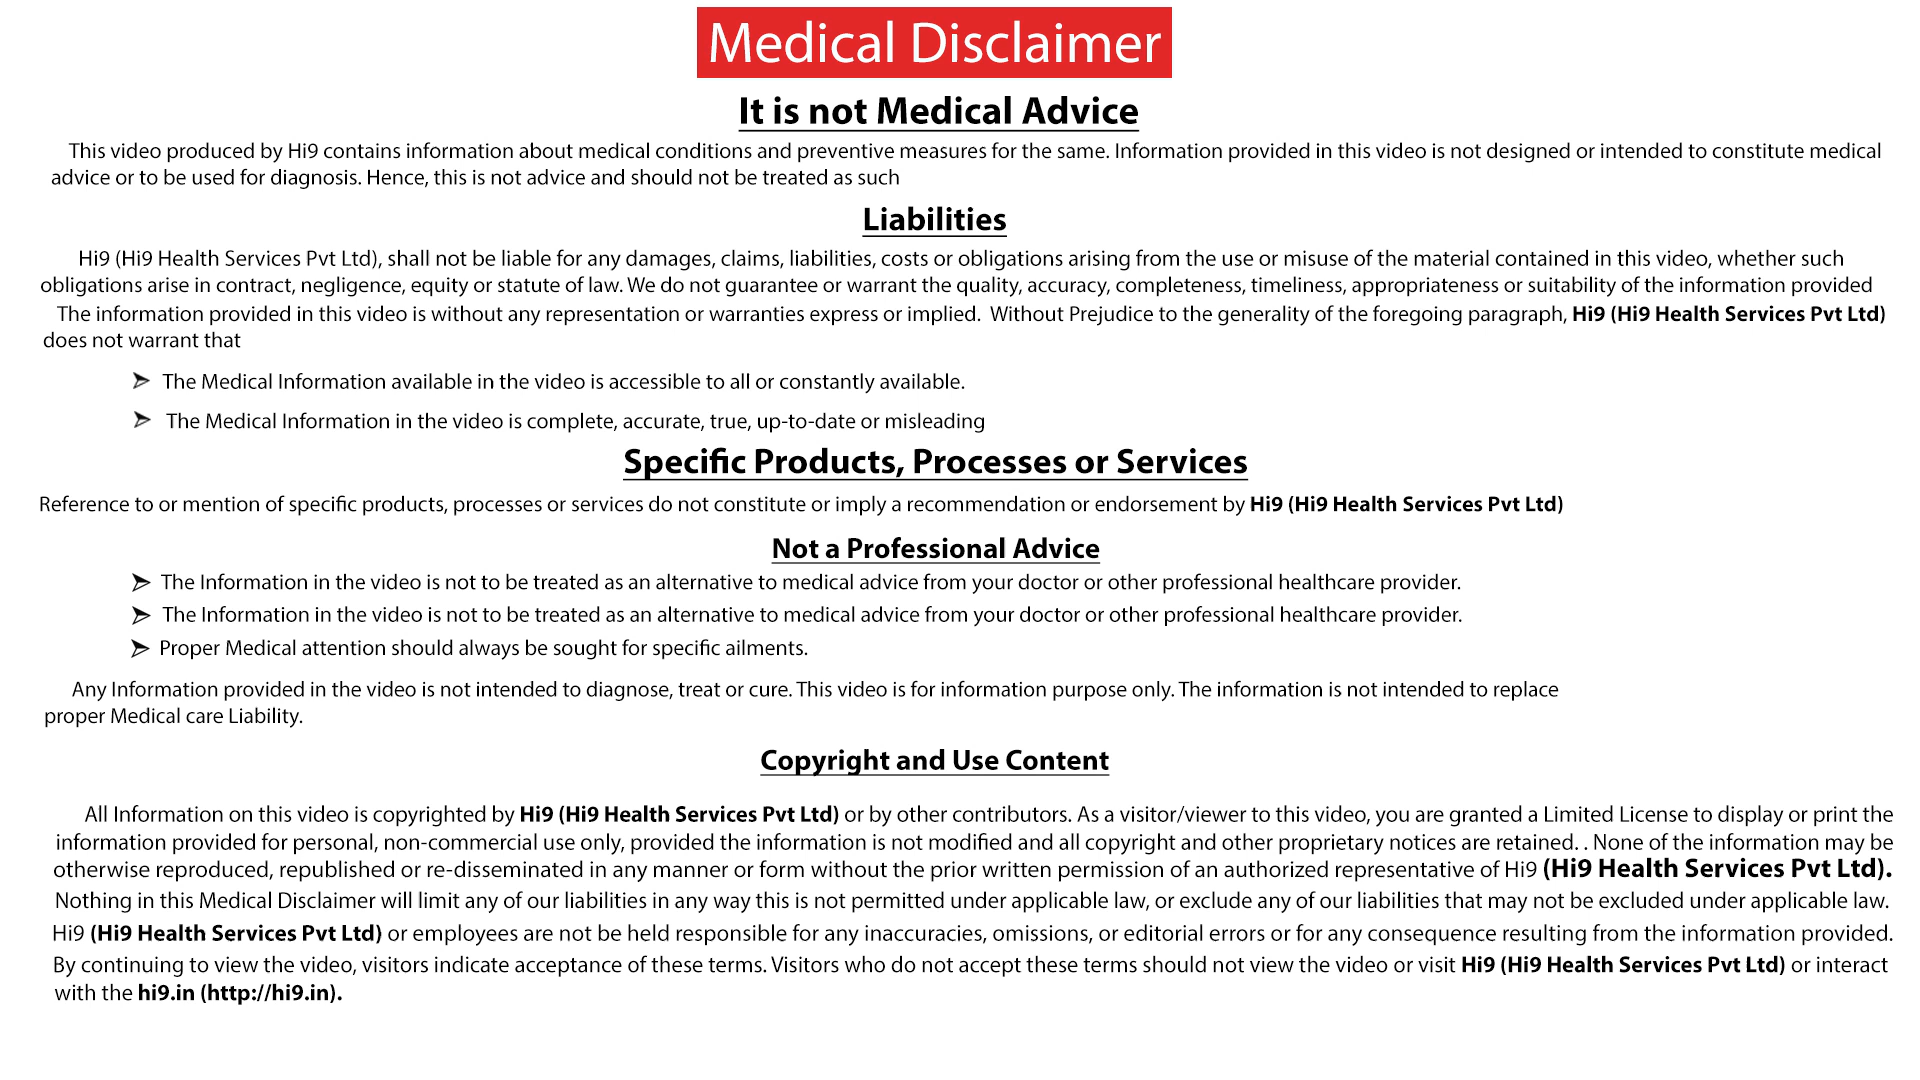 Medical Disclaimer
It is not Medical Advice
This video produced by Hi9 contains information about medical conditions and preventive measures for the same. Information provided in this video is not designed or intended to constitute medical
advice or to be used for diagnosis. Hence, this is not advice and should not be treated as such
Liabilities
Hi9 (Hi9 Health Services Pvt Ltd), shall not be liable for any damages, claims, liabilities, costs or obligations arising from the use or misuse of the material contained in this video, whether such
obligations arise in contract, negligence, equity or statute of law. We do not guarantee or warrant the quality, accuracy, completeness, timeliness, appropriateness or suitability of the information provided
The information provided in this video is without any representation or warranties express or implied. Without Prejudice to the generality of the foregoing paragraph, Hi9 (Hi9 Health Services Pvt Ltd)
does not warrant that
➢ The Medical Information available in the video is accessible to all or constantly available.
➢ The Medical Information in the video is complete, accurate, true, up-to-date or misleading
Specific Products, Processes or Services
Reference to or mention of specific products, processes or services do not constitute or imply a recommendation or endorsement by Hi9 (Hi9 Health Services Pvt Ltd)
Not a Professional Advice
➢ The Information in the video is not to be treated as an alternative to medical advice from your doctor or other professional healthcare provider.
➢ The Information in the video is not to be treated as an alternative to medical advice from your doctor or other professional healthcare provider.
➢ Proper Medical attention should always be sought for specific ailments.
Any Information provided in the video is not intended to diagnose, treat or cure. This video is for information purpose only. The information is not intended to replace
proper Medical care Liability.
Copyright and Use Content
All Information on this video is copyrighted by Hi9 (Hi9 Health Services Pvt Ltd) or by other contributors. As a visitor/viewer to this video, you are granted a Limited License to display or print the
information provided for personal, non-commercial use only, provided the information is not modified and all copyright and other proprietary notices are retained. . None of the information may be
otherwise reproduced, republished or re-disseminated in any manner or form without the prior written permission of an authorized representative of Hi9 (Hi9 Health Services Pvt Ltd).
Nothing in this Medical Disclaimer will limit any of our liabilities in any way this is not permitted under applicable law, or exclude any of our liabilities that may not be excluded under applicable law.
Hi9 (Hi9 Health Services Pvt Ltd) or employees are not be held responsible for any inaccuracies, omissions, or editorial errors or for any consequence resulting from the information provided.
By continuing to view the video, visitors indicate acceptance of these terms. Visitors who do not accept these terms should not view the video or visit Hi9 (Hi9 Health Services Pvt Ltd) or interact
with the hi9.in (http://hi9.in).